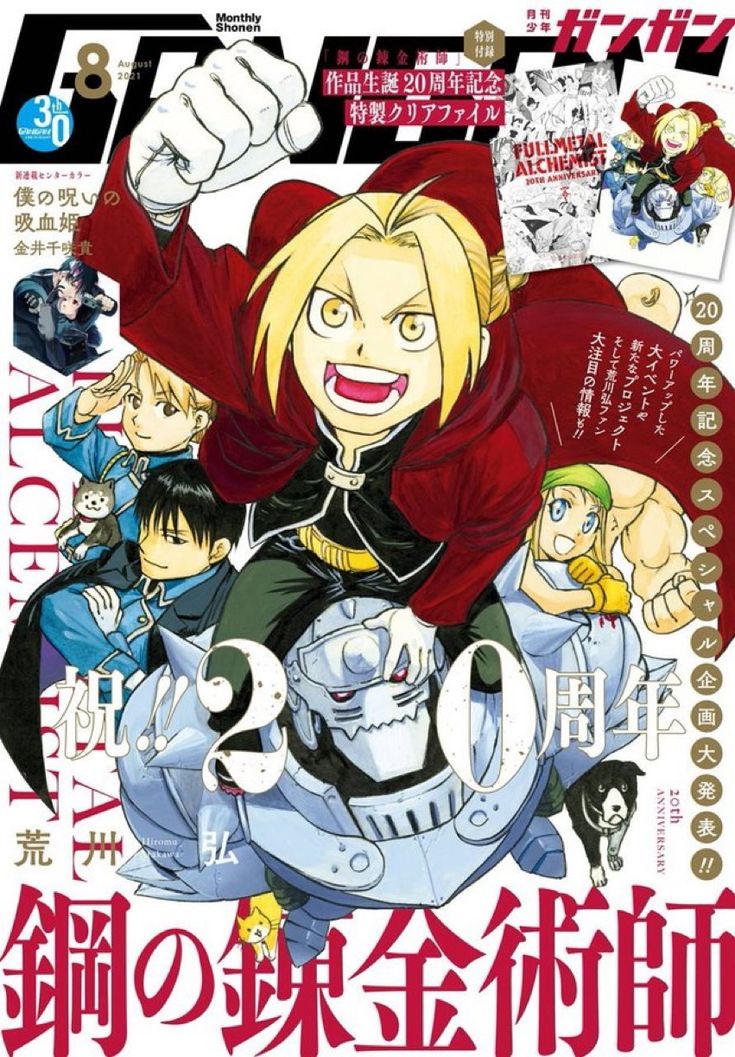 Monthly
Shonen
GANGAN
月刊
少年
ガンガン
8
August
2021
30th
GANGAN
特別
付録
「鋼の錬金術師」
作品生誕20周年記念
特製クリアファイル
FULLMETAL
ALCHEMIST
20TH ANNIVERSARY
新連載センターカラー
僕の呪いの
吸血姫
金井千咲貴
パワーアップした
大イベントや
新たなプロジェクト
そして荒川弘ファン
大注目の情報も!!
20周年記念スペシャル企画大発表!!
祝!!20周年
20th
ANNIVERSARY
荒川弘
Hiromu
Arakawa
鋼の錬金術師